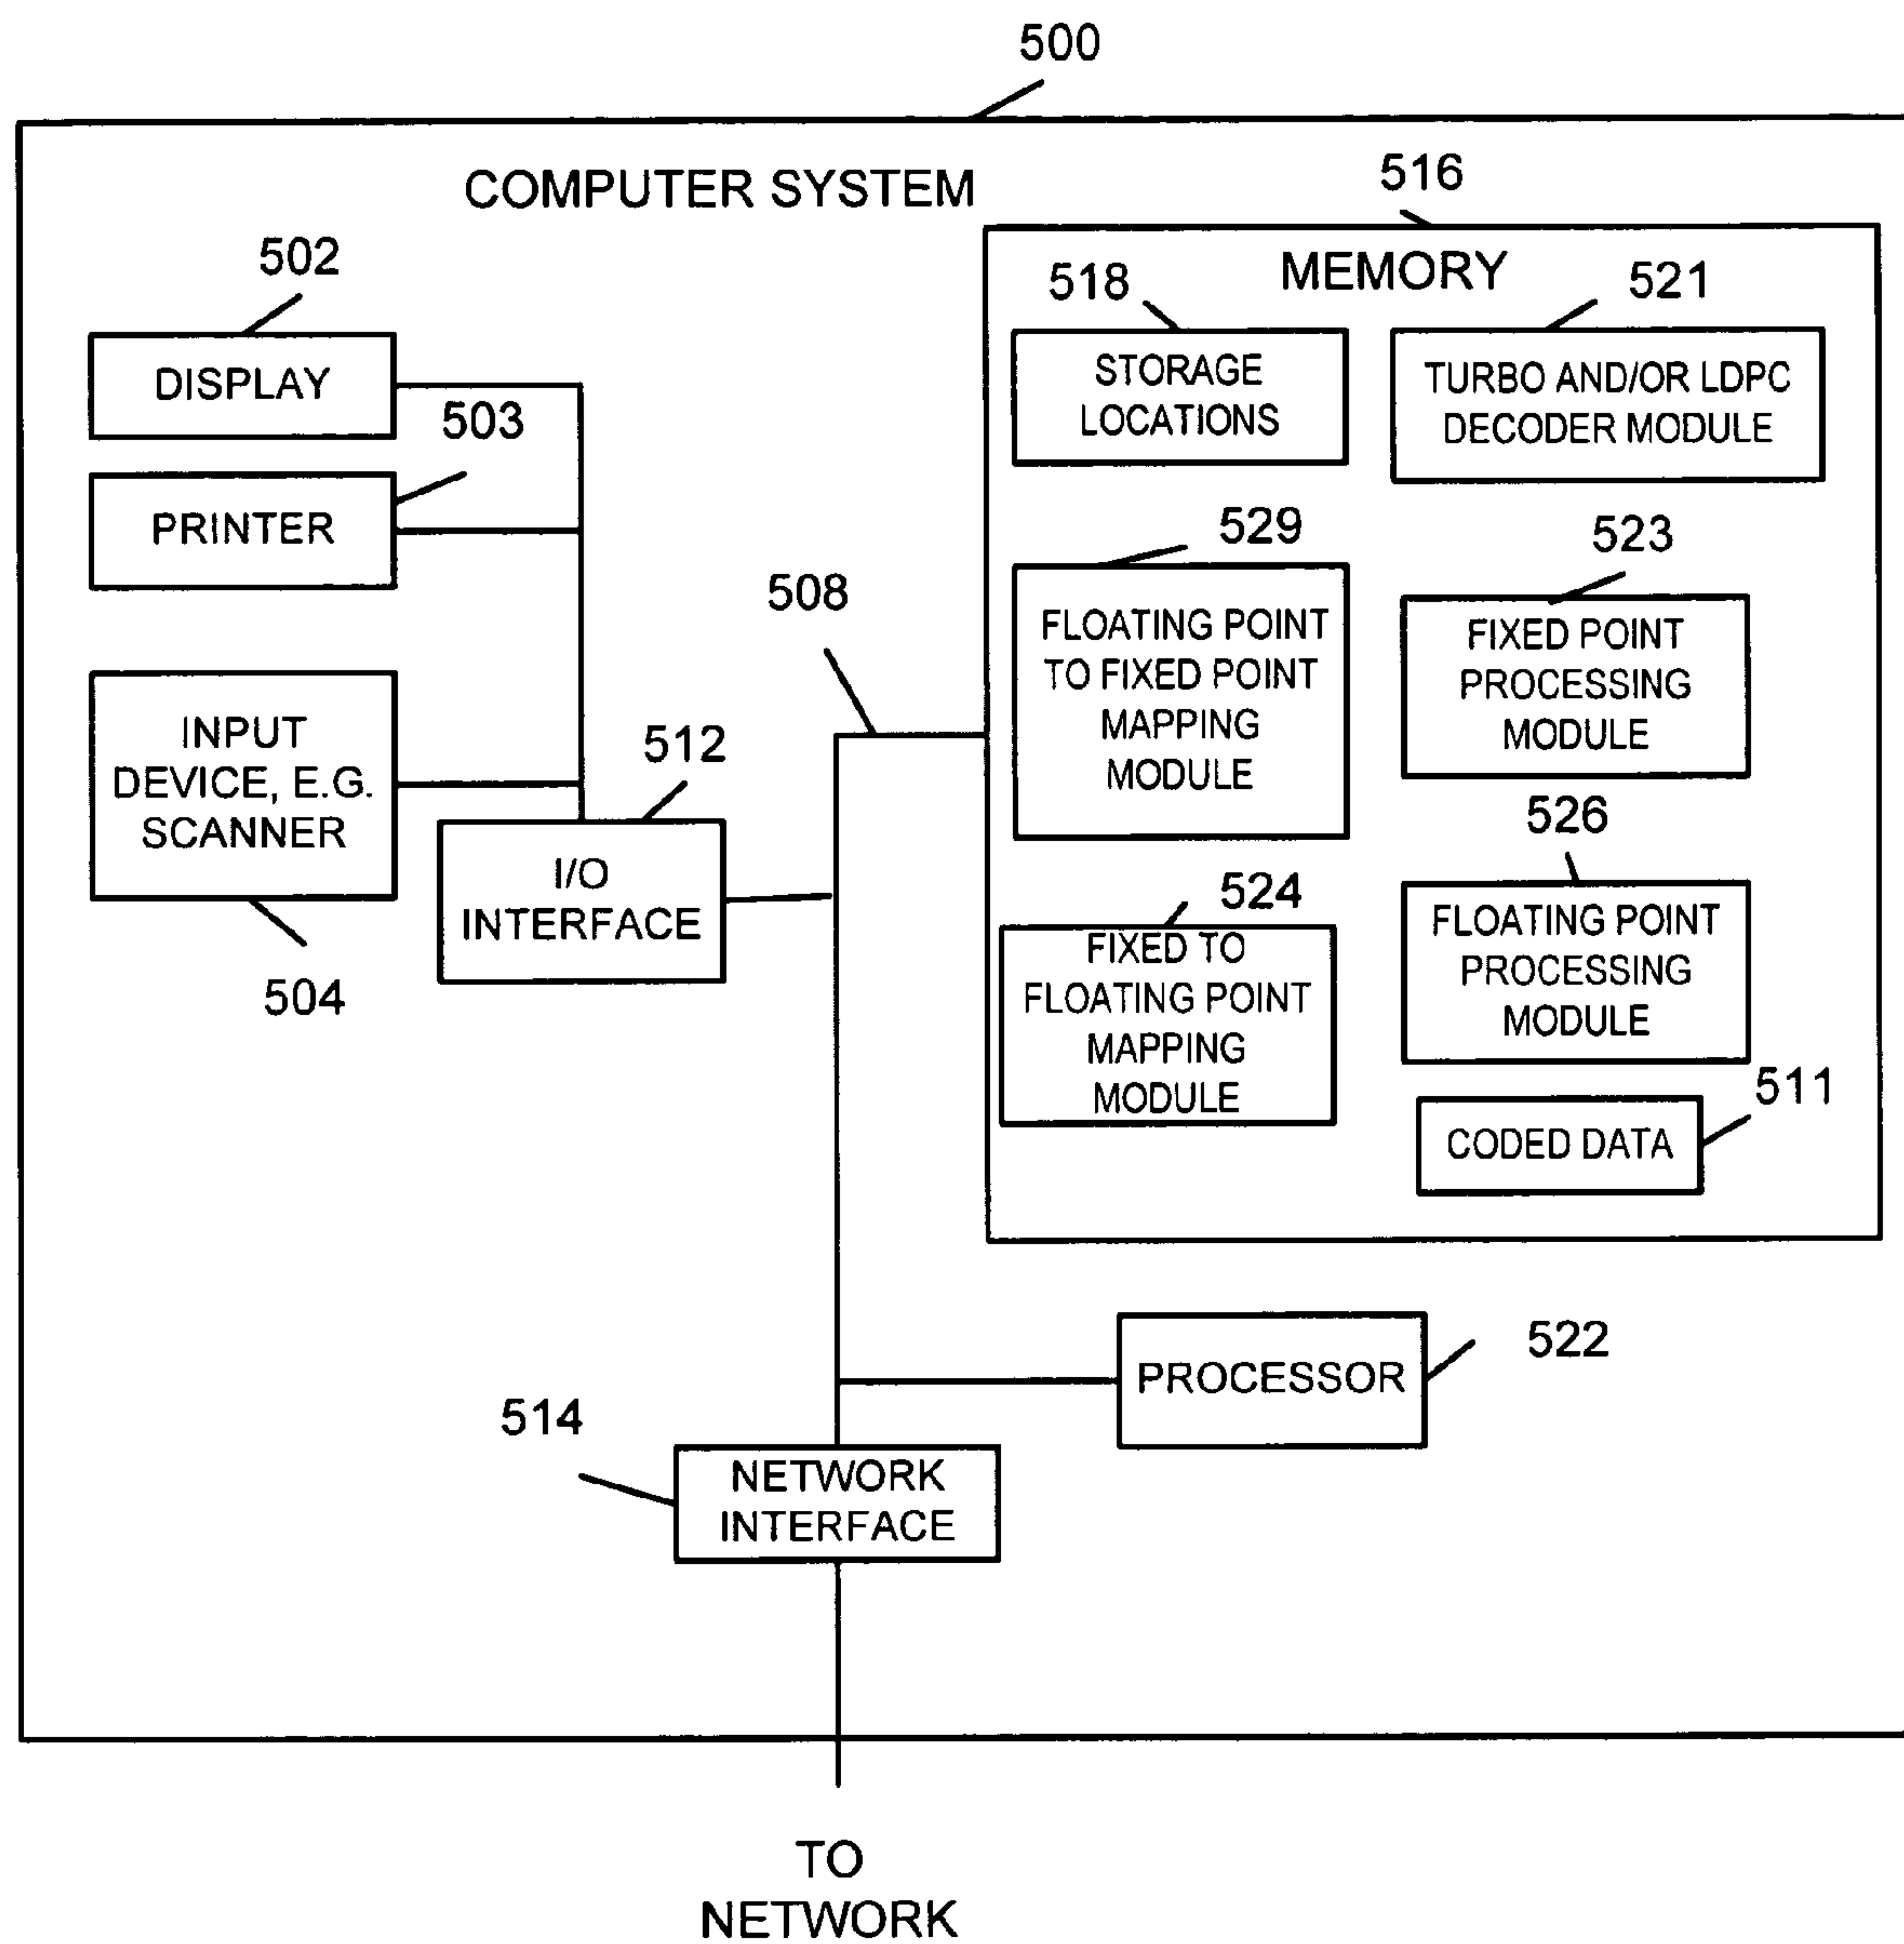 500
COMPUTER SYSTEM
516
502
DISPLAY
503
PRINTER
INPUT
DEVICE, E.G.
SCANNER
504
512
I/O
INTERFACE
508
MEMORY
518
STORAGE
LOCATIONS
521
TURBO AND/OR LDPC
DECODER MODULE
529
FLOATING POINT
TO FIXED POINT
MAPPING
MODULE
523
FIXED POINT
PROCESSING
MODULE
524
FIXED TO
FLOATING POINT
MAPPING
MODULE
526
FLOATING POINT
PROCESSING
MODULE
511
CODED DATA
PROCESSOR
522
514
NETWORK
INTERFACE
TO
NETWORK